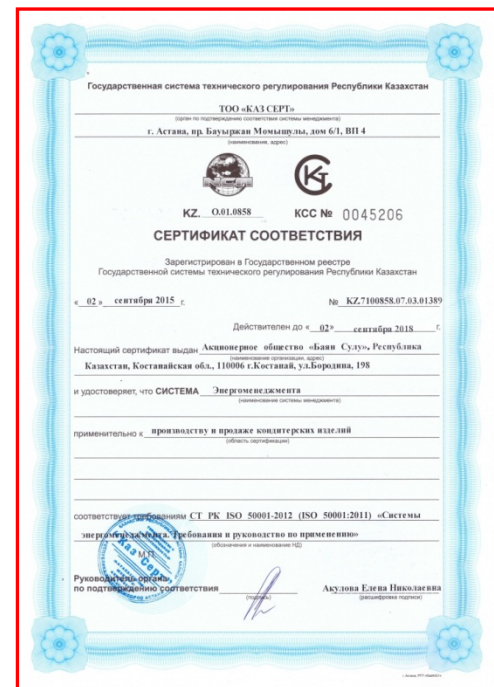 Государственная система технического регулирования Республики Казахстан
ТОО «КАЗ СЕРТ»
(орган по подтверждению соответствия системы менеджмента)
г. Астана, пр. Бауыржан Момышулы, дом 6/1, ВП 4
(наименование, адрес)
KZ. О.01.0858 КСС № 0045206
СЕРТИФИКАТ СООТВЕТСТВИЯ
Зарегистрирован в Государственном реестре
Государственной системы технического регулирования Республики Казахстан
« 02 » сентября 2015 г. № KZ.7100858.07.03.01389
Действителен до « 02» сентября 2018 г.
Настоящий сертификат выдан Акционерное общество «Баян Сулу», Республика
(наименование организации, адрес)
Казахстан, Костанайская обл., 110006 г.Костанай, ул.Бородина, 198
и удостоверяет, что СИСТЕМА Энергоменеджмента
(наименование системы менеджмента)
применительно к производству и продаже кондитерских изделий
(область сертификации)
соответствует требованиям СТ РК ISO 50001-2012 (ISO 50001:2011) «Системы
энергоменеджмента. Требования и руководство по применению»
(обозначения и наименование НД)
М.П.
Каз Серт
Руководитель органа
по подтверждению соответствия Акулова Елена Николаевна
(подпись) (расшифровка подписи)